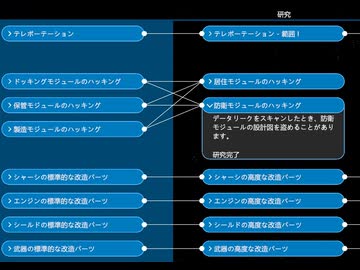 研究
テレポーテーション
テレポーテーション - 範囲 I
ドッキングモジュールのハッキング
居住モジュールのハッキング
保管モジュールのハッキング
防衛モジュールのハッキング
データリークをスキャンしたとき、防衛
モジュールの設計図を盗めることがあり
ます。
研究完了
製造モジュールのハッキング
シャーシの標準的な改造パーツ
シャーシの高度な改造パーツ
エンジンの標準的な改造パーツ
エンジンの高度な改造パーツ
シールドの標準的な改造パーツ
シールドの高度な改造パーツ
武器の標準的な改造パーツ
武器の高度な改造パーツ